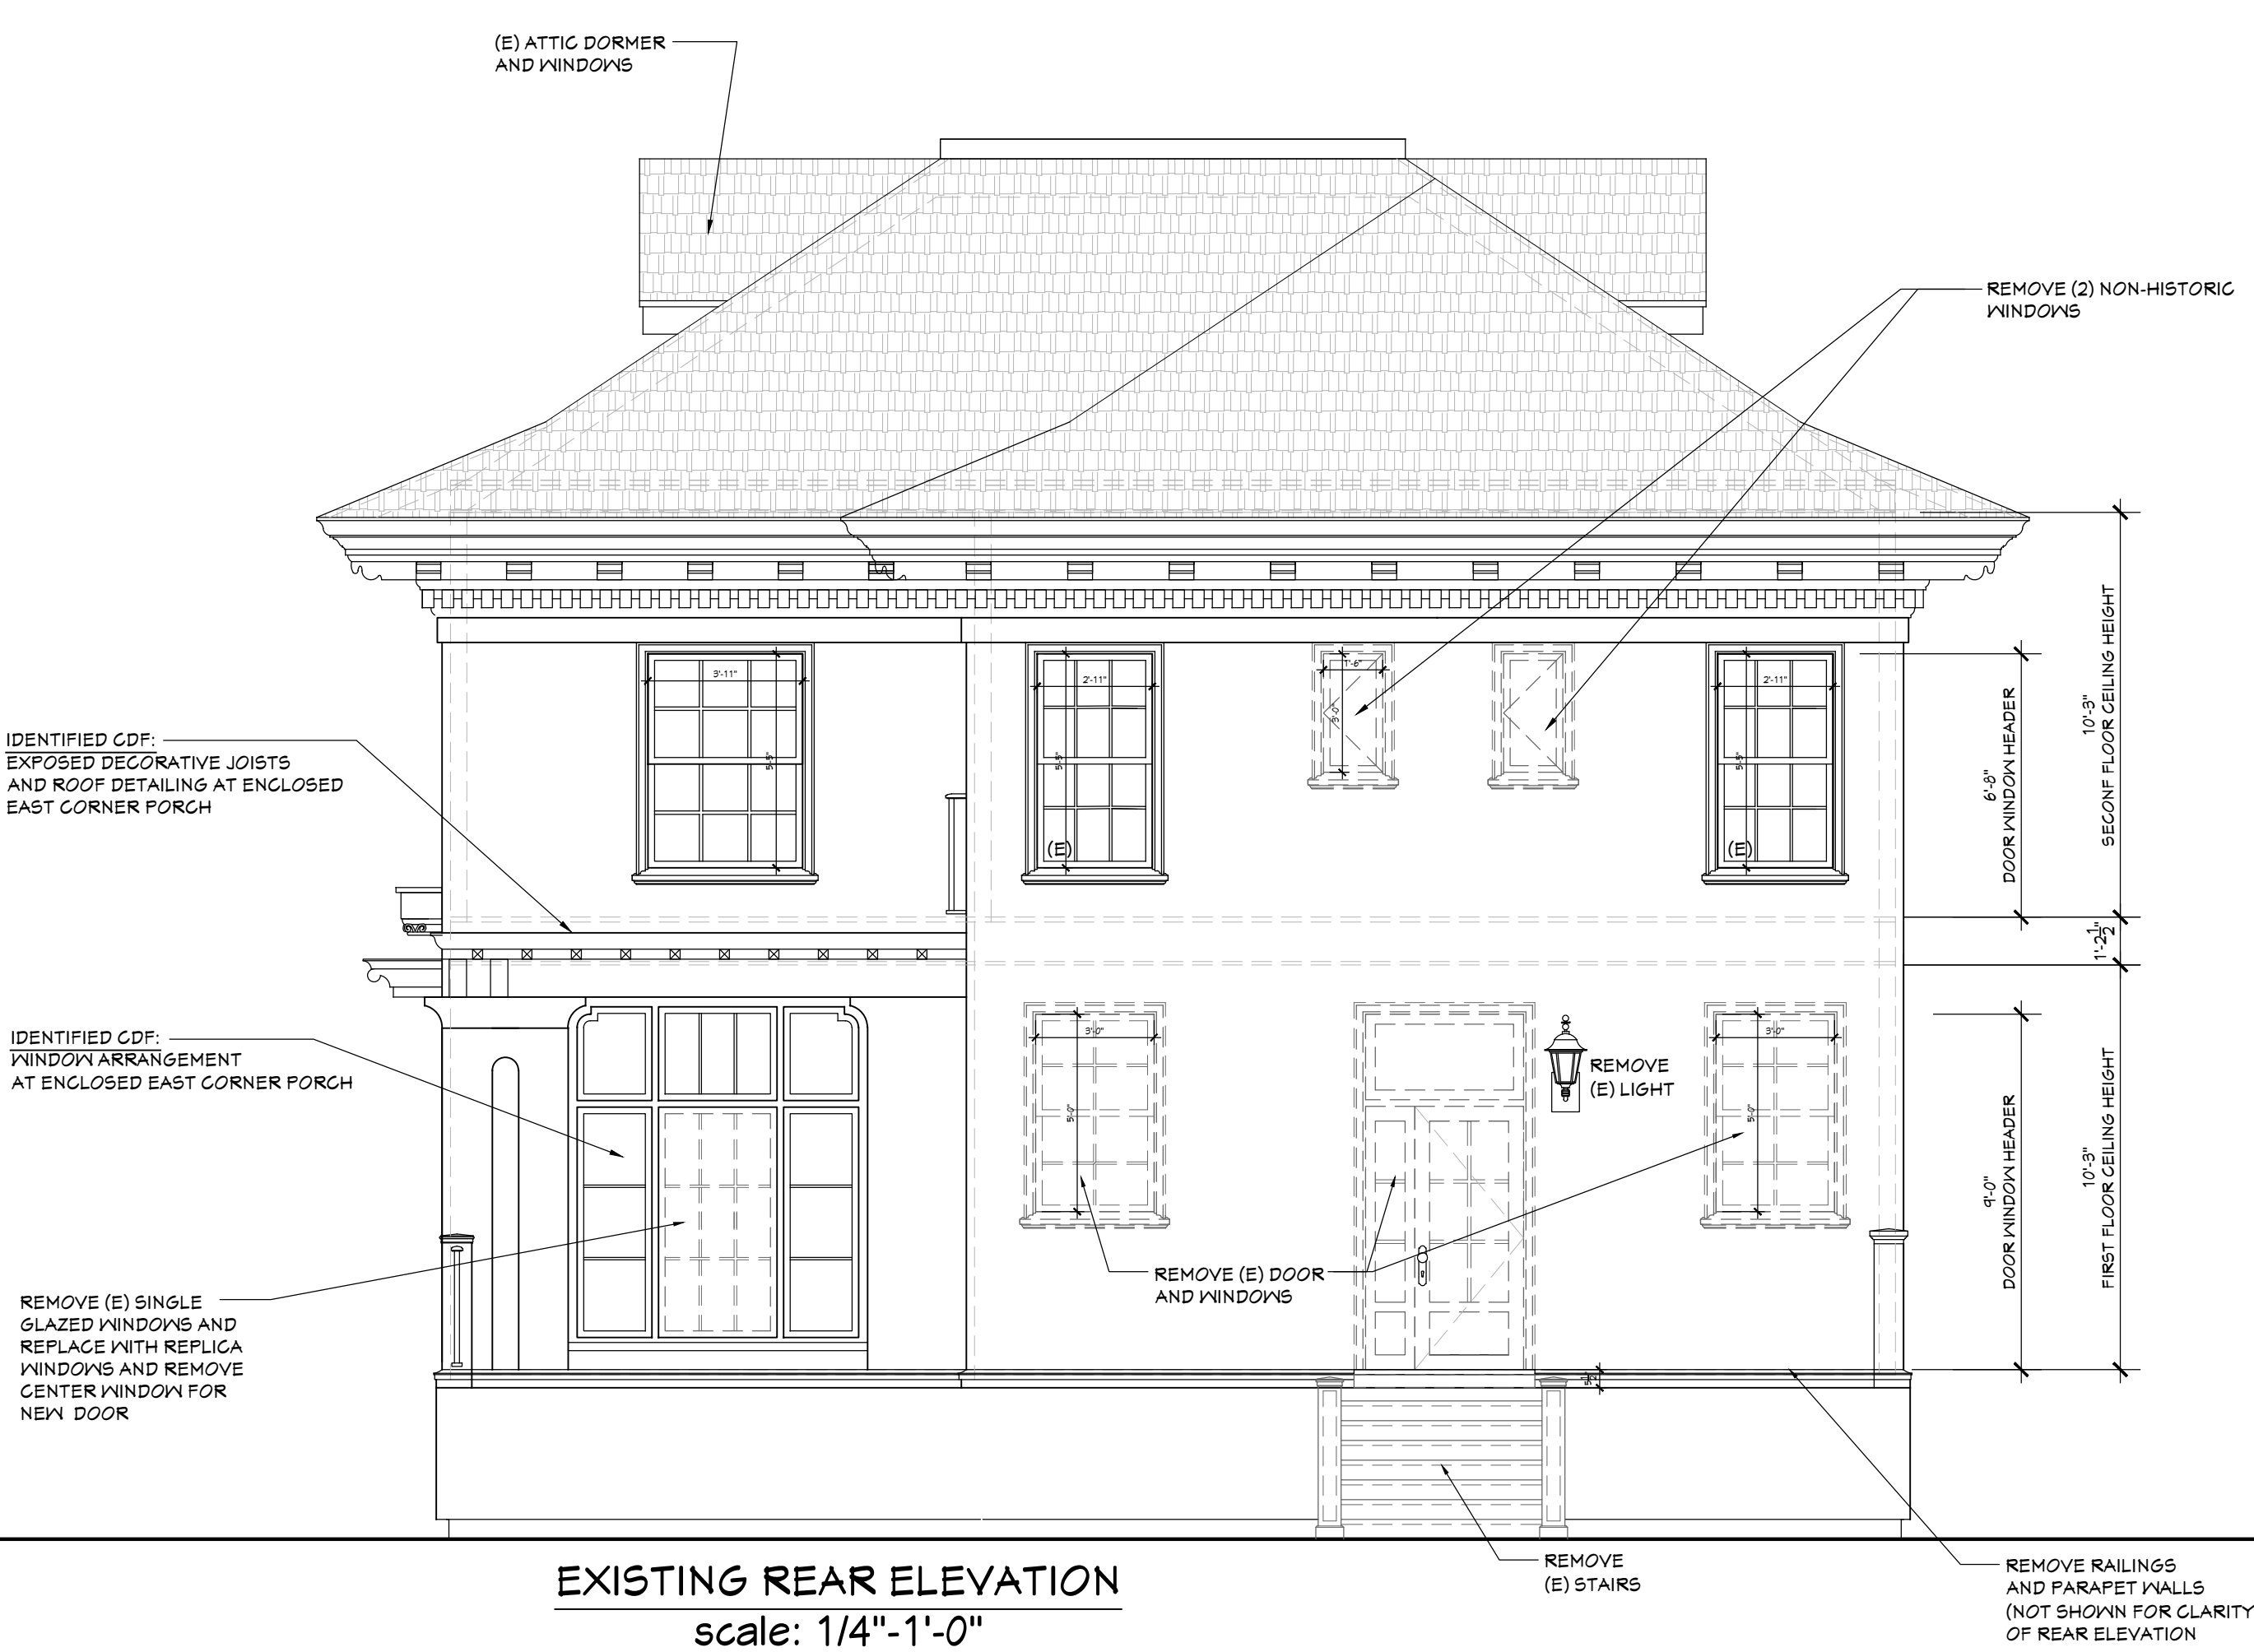 (E) ATTIC DORMER
AND WINDOWS
REMOVE (2) NON-HISTORIC
WINDOWS
IDENTIFIED CDF:
EXPOSED DECORATIVE JOISTS
AND ROOF DETAILING AT ENCLOSED
EAST CORNER PORCH
3'-11"
5'-5"
2'-11"
5'-5"
(E)
1'-6"
3'-0"
2'-11"
5'-5"
(E)
6'-8"
DOOR WINDOW HEADER
10'-3"
SECONF FLOOR CEILING HEIGHT
1'-2 1/2"
IDENTIFIED CDF:
WINDOW ARRANGEMENT
AT ENCLOSED EAST CORNER PORCH
3'-0"
5'-0"
REMOVE
(E) LIGHT
3'-0"
5'-0"
9'-0"
DOOR WINDOW HEADER
10'-3"
FIRST FLOOR CEILING HEIGHT
REMOVE (E) SINGLE
GLAZED WINDOWS AND
REPLACE WITH REPLICA
WINDOWS AND REMOVE
CENTER WINDOW FOR
NEW DOOR
REMOVE (E) DOOR
AND WINDOWS
5 1/2"
REMOVE
(E) STAIRS
REMOVE RAILINGS
AND PARAPET WALLS
(NOT SHOWN FOR CLARITY
OF REAR ELEVATION
EXISTING REAR ELEVATION
scale: 1/4"-1'-0"